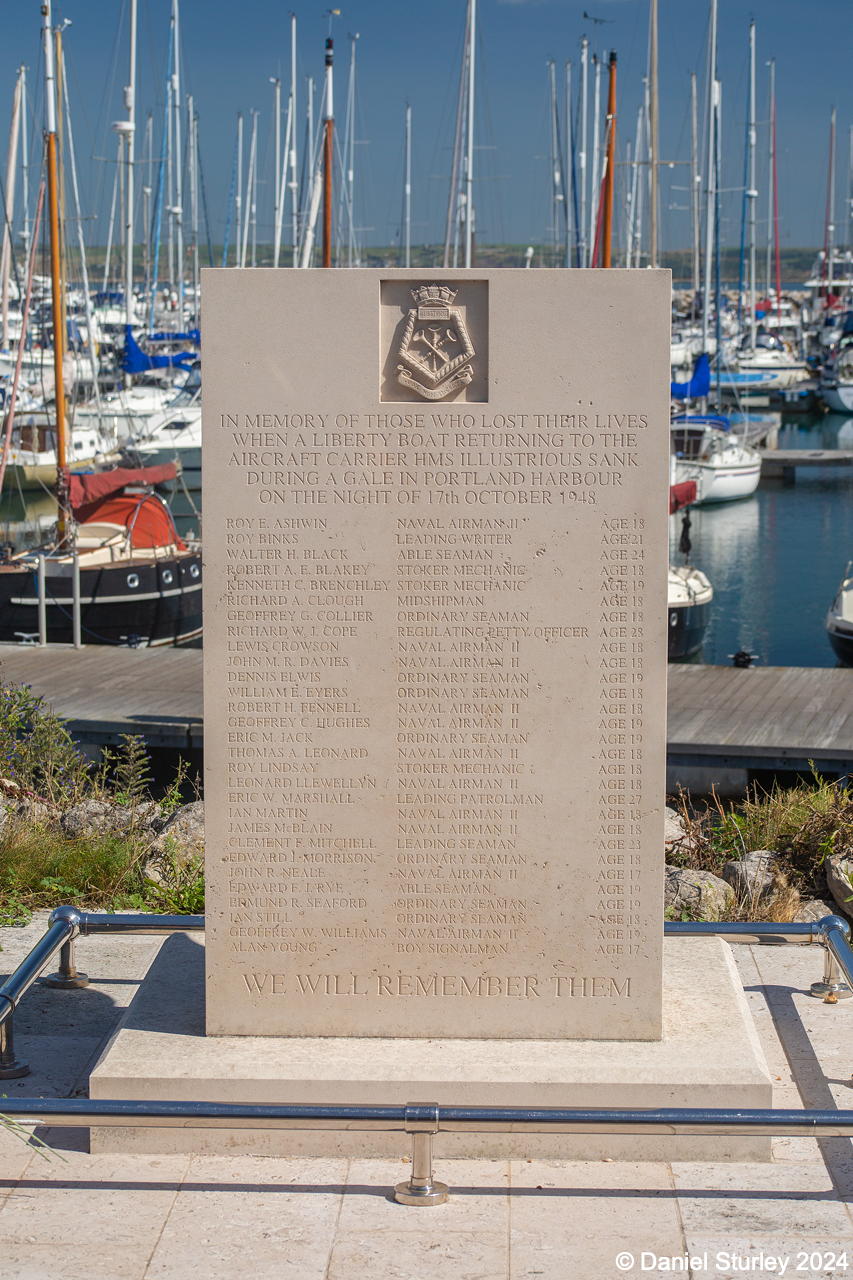 ILLUSTRIOUS
IN MEMORY OF THOSE WHO LOST THEIR LIVES
WHEN A LIBERTY BOAT RETURNING TO THE
AIRCRAFT CARRIER HMS ILLUSTRIOUS SANK
DURING A GALE IN PORTLAND HARBOUR
ON THE NIGHT OF 17th OCTOBER 1948
ROY E. ASHWIN NAVAL AIRMAN II AGE 18
ROY BINKS LEADING WRITER AGE 21
WALTER H. BLACK ABLE SEAMAN AGE 24
ROBERT A. E. BLAKEY STOKER MECHANIC AGE 18
KENNETH C. BRENCHLEY STOKER MECHANIC AGE 19
RICHARD A. CLOUGH MIDSHIPMAN AGE 18
GEOFFREY G. COLLIER ORDINARY SEAMAN AGE 18
RICHARD W. J. COPE REGULATING PETTY OFFICER AGE 28
LEWIS CROWSON NAVAL AIRMAN II AGE 18
JOHN M. R. DAVIES NAVAL AIRMAN II AGE 18
DENNIS ELWIS ORDINARY SEAMAN AGE 19
WILLIAM E. EYERS ORDINARY SEAMAN AGE 18
ROBERT H. FENNELL NAVAL AIRMAN II AGE 18
GEOFFREY C. HUGHES NAVAL AIRMAN II AGE 19
ERIC M. JACK ORDINARY SEAMAN AGE 19
THOMAS A. LEONARD NAVAL AIRMAN II AGE 18
ROY LINDSAY STOKER MECHANIC AGE 18
LEONARD LLEWELLYN NAVAL AIRMAN II AGE 18
ERIC W. MARSHALL LEADING PATROLMAN AGE 27
IAN MARTIN NAVAL AIRMAN II AGE 18
JAMES McBLAIN NAVAL AIRMAN II AGE 18
CLEMENT F. MITCHELL LEADING SEAMAN AGE 23
EDWARD J. MORRISON ORDINARY SEAMAN AGE 18
JOHN R. NEALE NAVAL AIRMAN II AGE 17
EDWARD F. PRYE ABLE SEAMAN AGE 19
EDMUND R. SEAFORD ORDINARY SEAMAN AGE 19
IAN STILL ORDINARY SEAMAN AGE 18
GEOFFREY W. WILLIAMS NAVAL AIRMAN II AGE 19
ALAN YOUNG BOY SIGNALMAN AGE 17
WE WILL REMEMBER THEM
© Daniel Sturley 2024